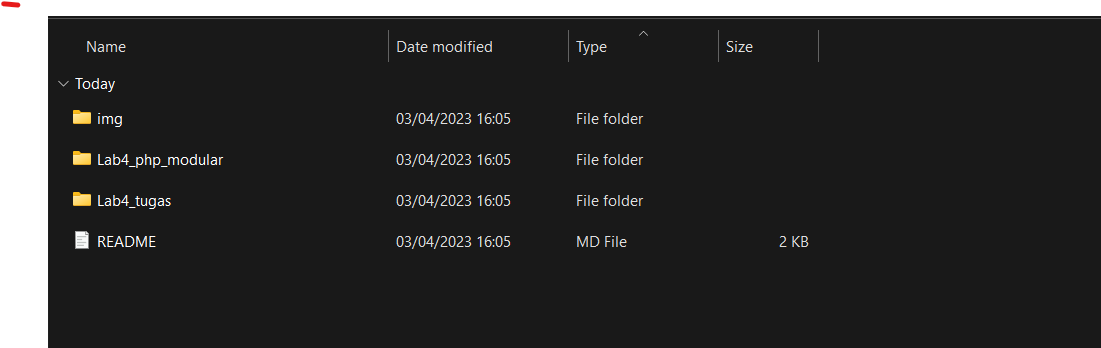 Name Date modified Type Size
Today
img 03/04/2023 16:05 File folder
Lab4_php_modular 03/04/2023 16:05 File folder
Lab4_tugas 03/04/2023 16:05 File folder
README 03/04/2023 16:05 MD File 2 KB